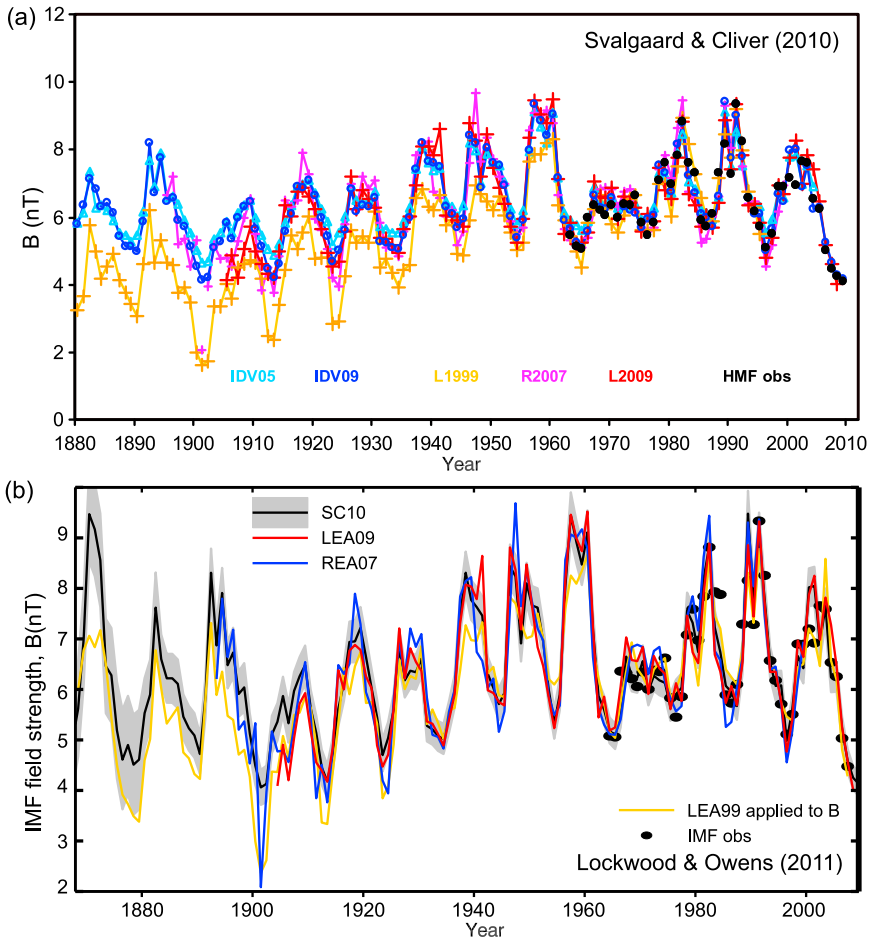 (a)
Svalgaard & Cliver (2010)
12
10
8
6
4
2
0
B (nT)
IDV05 IDV09 L1999 R2007 L2009 HMF obs
1880 1890 1900 1910 1920 1930 1940 1950 1960 1970 1980 1990 2000 2010
Year
(b)
SC10
LEA09
REA07
9
8
7
6
5
4
3
2
IMF field strength, B(nT)
LEA99 applied to B
IMF obs
Lockwood & Owens (2011)
1880 1900 1920 1940 1960 1980 2000
Year